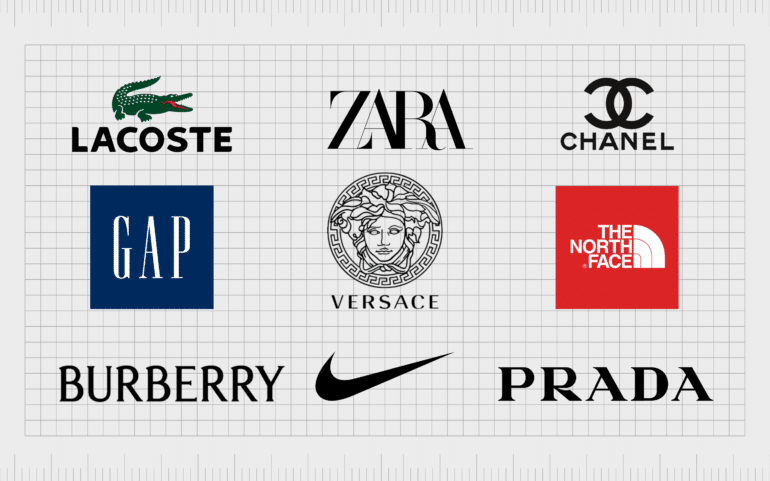 LACOSTE
ZARA
CHANEL
GAP
VERSACE
THE
NORTH
FACE
®
BURBERRY
PRADA